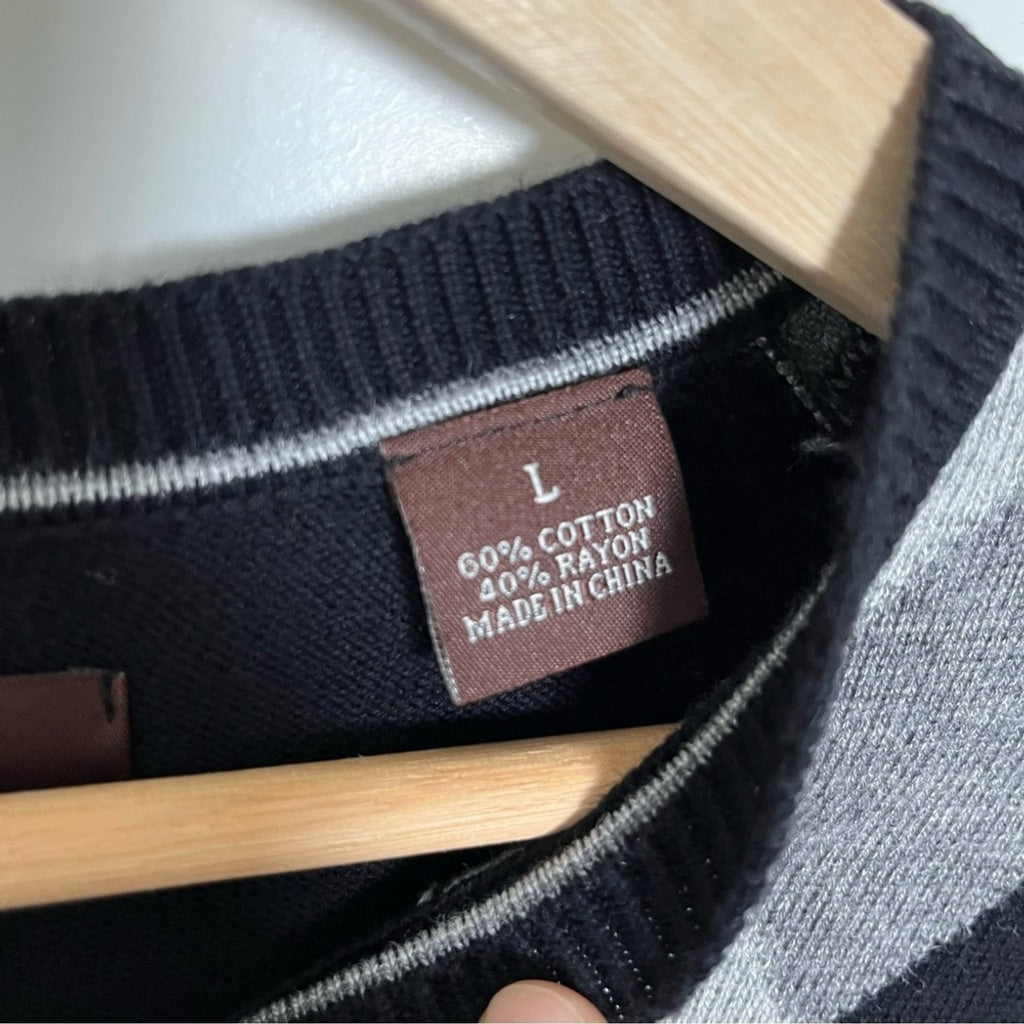 L
60% COTTON
40% RAYON
MADE IN CHINA